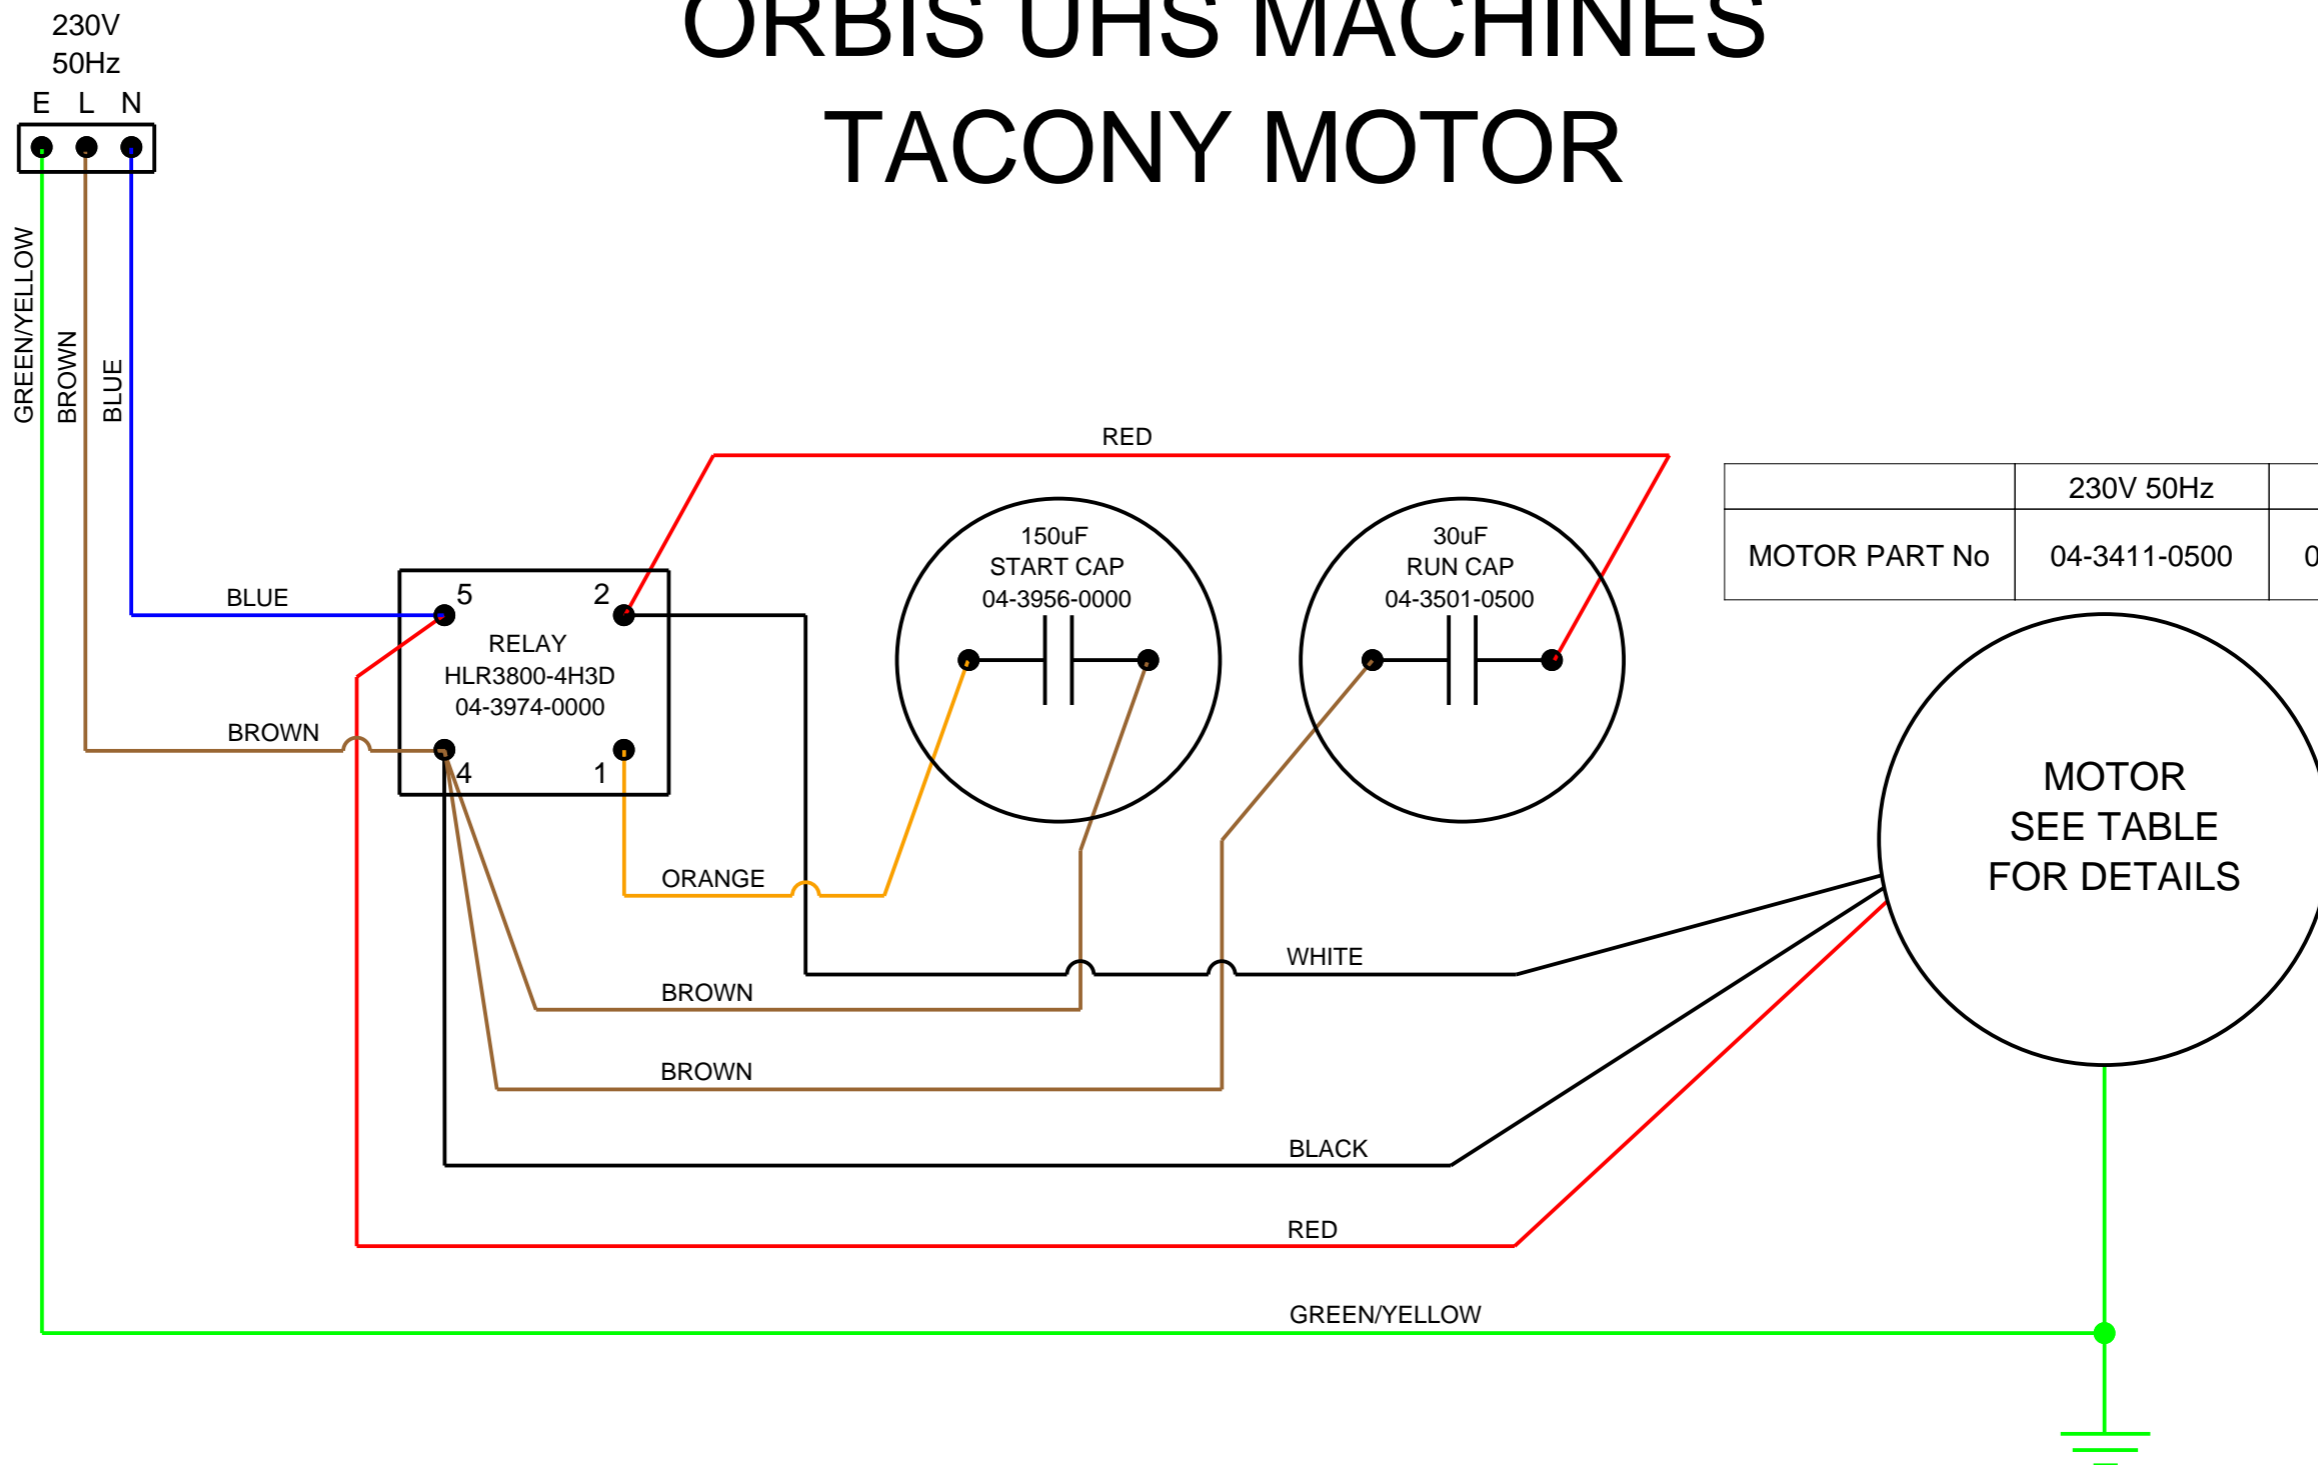 ORBIS UHS MACHINES
TACONY MOTOR
230V
50Hz
E L N
GREEN/YELLOW
BROWN
BLUE
RED
230V 50Hz
MOTOR PART No 04-3411-0500 0
150uF
START CAP
04-3956-0000
30uF
RUN CAP
04-3501-0500
BLUE
5 2
RELAY
HLR3800-4H3D
04-3974-0000
BROWN
4 1
MOTOR
SEE TABLE
FOR DETAILS
ORANGE
WHITE
BROWN
BROWN
BLACK
RED
GREEN/YELLOW